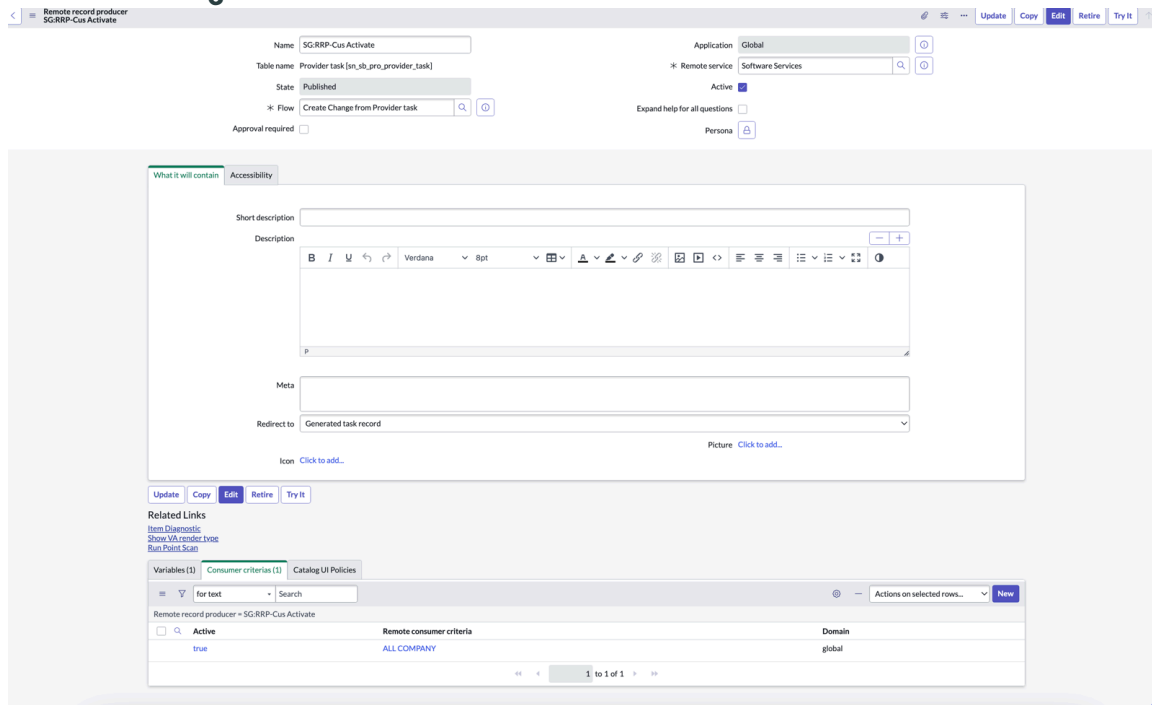 Remote record producer
SG:RRP-Cus Activate
Update Copy Edit Retire Try It
Name SG:RRP-Cus Activate
Application Global
Table name Provider task [sn_sb_pro_provider_task]
* Remote service Software Services
State Published
Active
* Flow Create Change from Provider task
Expand help for all questions
Approval required
Persona
What it will contain Accessibility
Short description
Description
B I U Verdana 8pt A
P
Meta
Redirect to Generated task record
Picture Click to add...
Icon Click to add...
Update Copy Edit Retire Try It
Related Links
Item Diagnostic
Show VA render type
Run Point Scan
Variables (1) Consumer criterias (1) Catalog UI Policies
for text Search Actions on selected rows... New
Remote record producer = SG:RRP-Cus Activate
Active Remote consumer criteria Domain
true ALL COMPANY global
1 to 1 of 1